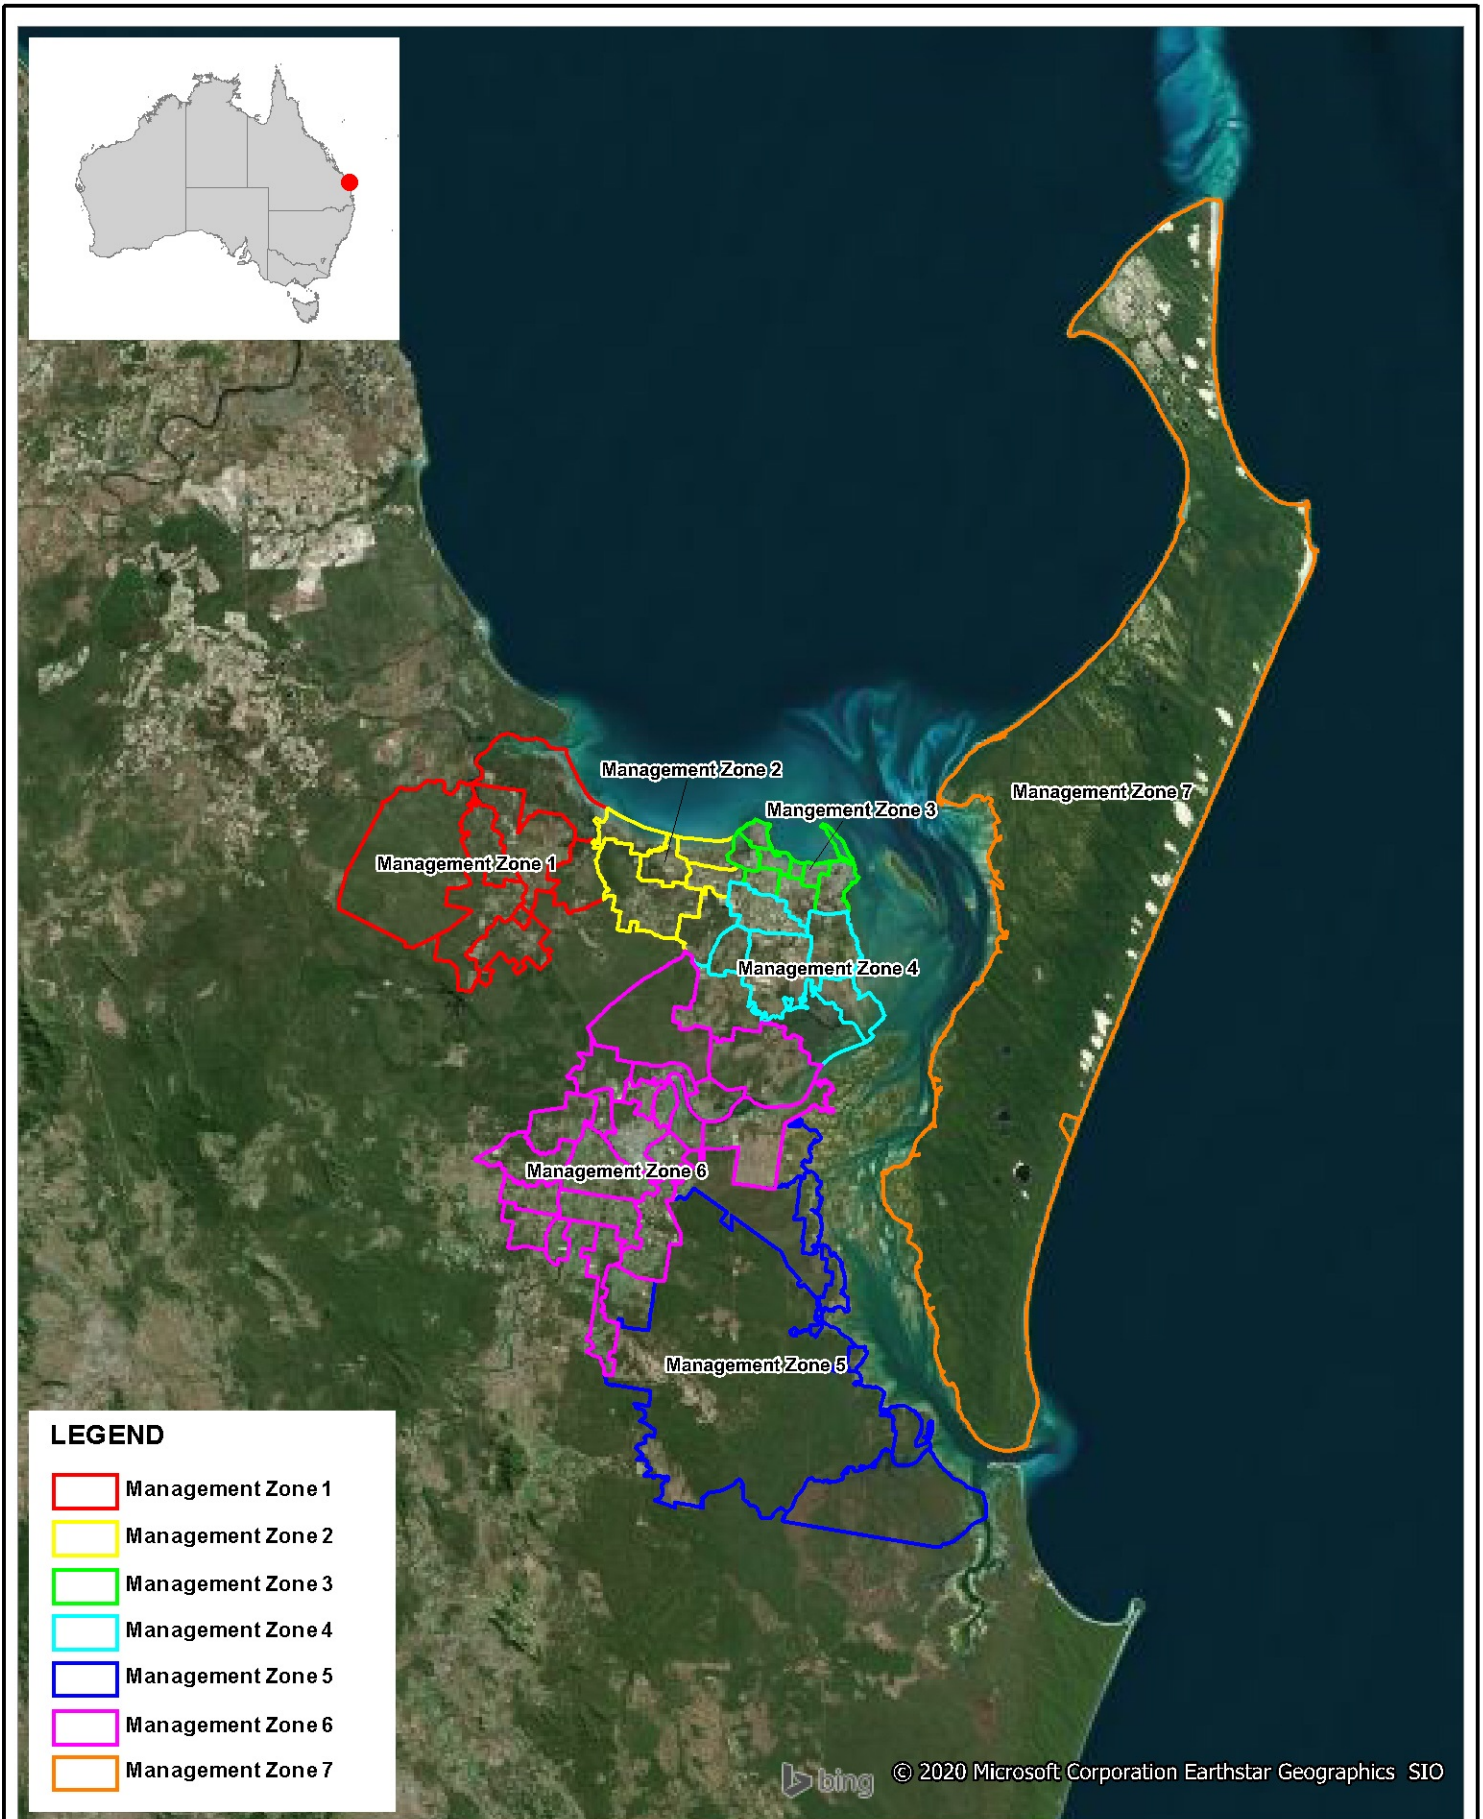 Management Zone 2
Management Zone 7
Mangement Zone 3
Management Zone 1
Management Zone 4
Management Zone 6
Management Zone 5
LEGEND
Management Zone 1
Management Zone 2
Management Zone 3
Management Zone 4
Management Zone 5
Management Zone 6
Management Zone 7
bing
© 2020 Microsoft Corporation Earthstar Geographics SIO